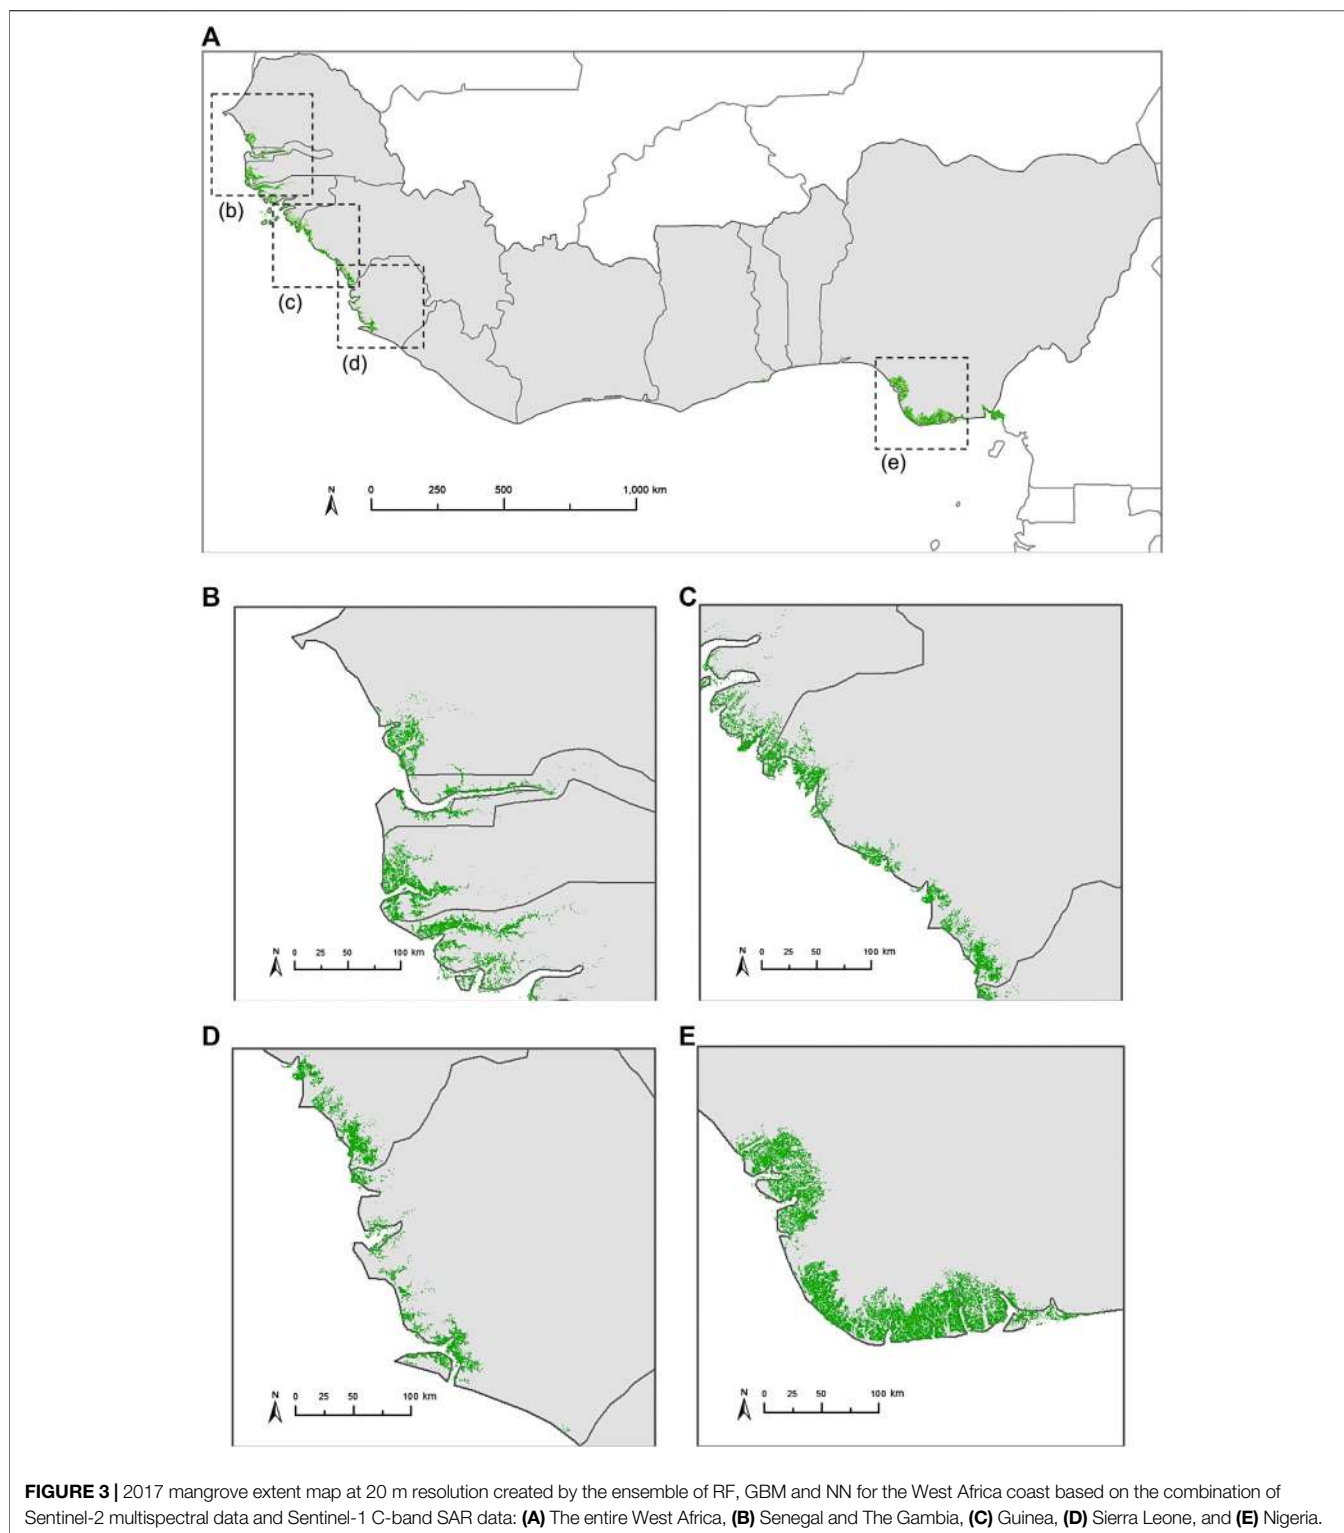 A
(b)
(c)
(d)
(e)
N
0 250 500 1,000 km
B
N
0 25 50 100 km
C
N
0 25 50 100 km
D
N
0 25 50 100 km
E
N
0 25 50 100 km
FIGURE 3 | 2017 mangrove extent map at 20 m resolution created by the ensemble of RF, GBM and NN for the West Africa coast based on the combination of
Sentinel-2 multispectral data and Sentinel-1 C-band SAR data: (A) The entire West Africa, (B) Senegal and The Gambia, (C) Guinea, (D) Sierra Leone, and (E) Nigeria.